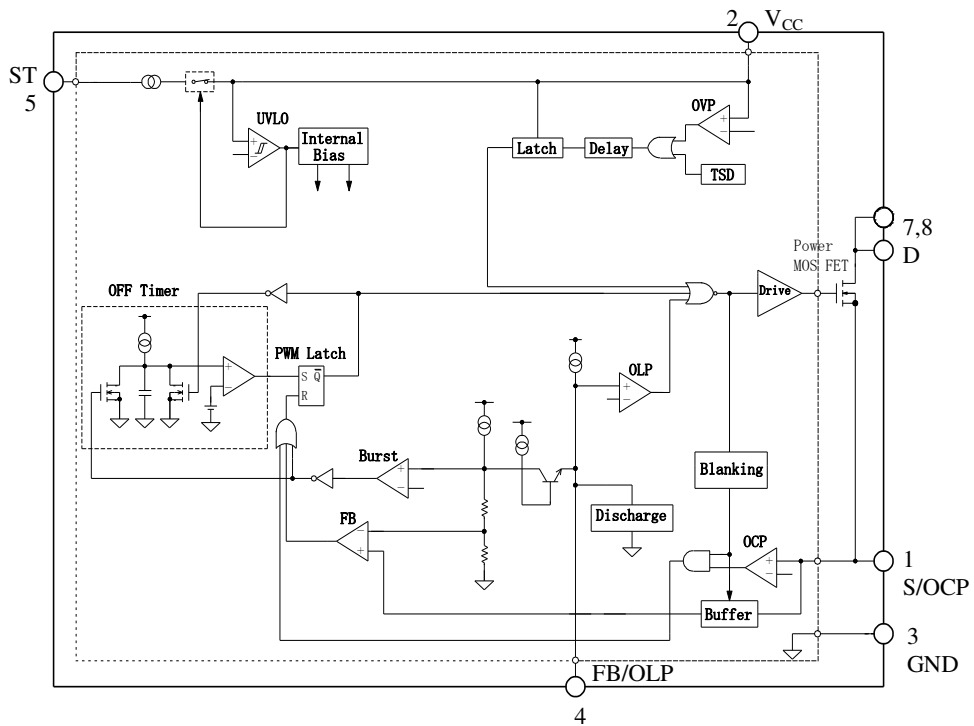 2 VCC
ST
5
UVLO
Internal
Bias
OVP
Latch
Delay
TSD
7,8
D
Power
MOS FET
Drive
OFF Timer
PWM Latch
S Q̅
R
OLP
Burst
Blanking
FB
Discharge
OCP
Buffer
1
S/OCP
3
GND
FB/OLP
4